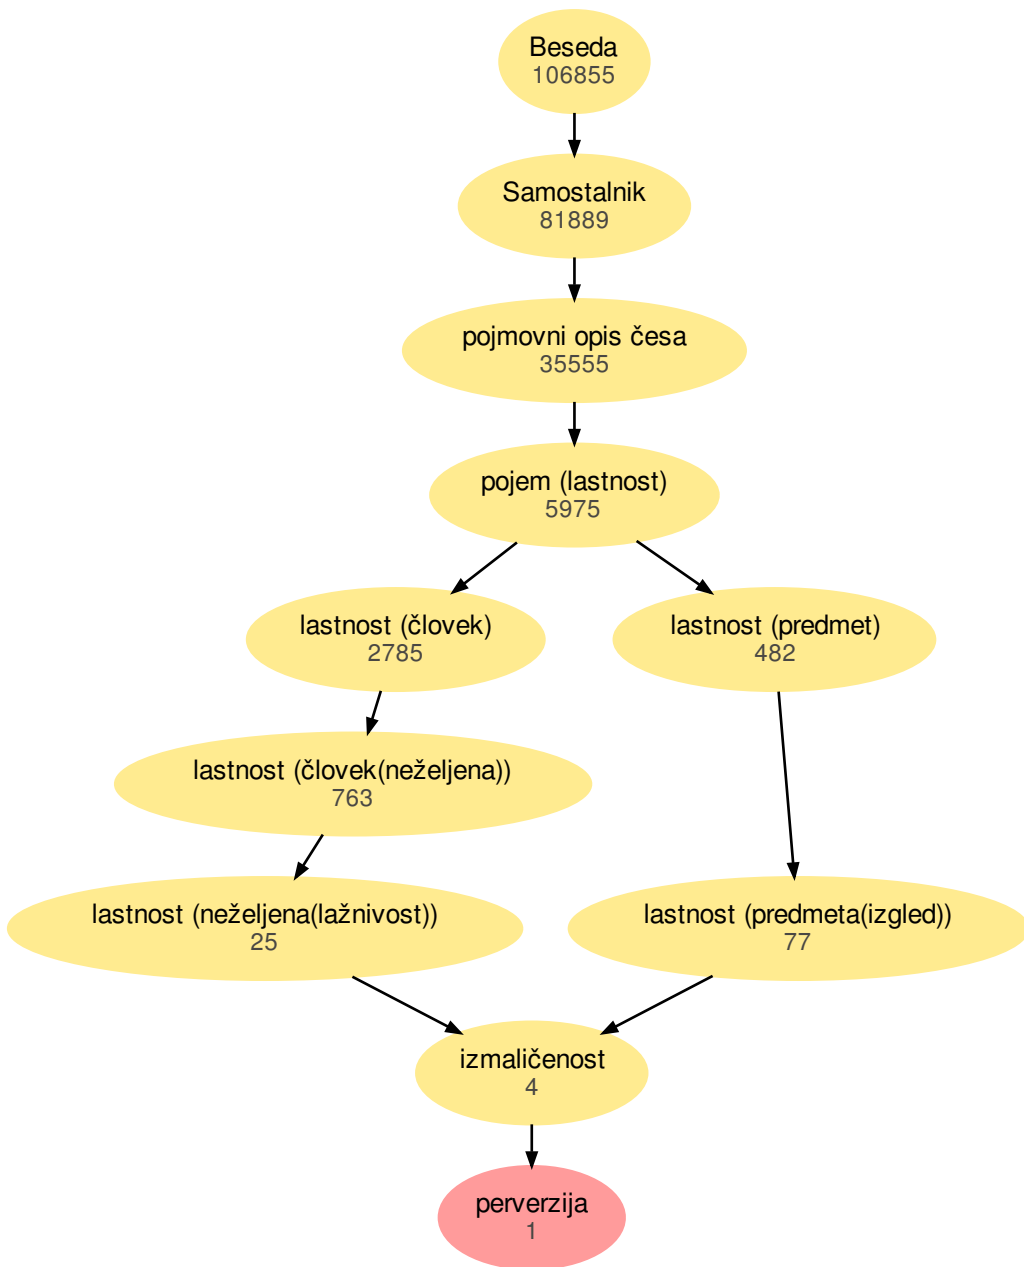 Beseda
106855
Samostalnik
81889
pojmovni opis česa
35555
pojem (lastnost)
5975
lastnost (človek)
2785
lastnost (predmet)
482
lastnost (človek(neželjena))
763
lastnost (neželjena(lažnivost))
25
lastnost (predmeta(izgled))
77
izmaličenost
4
perverzija
1